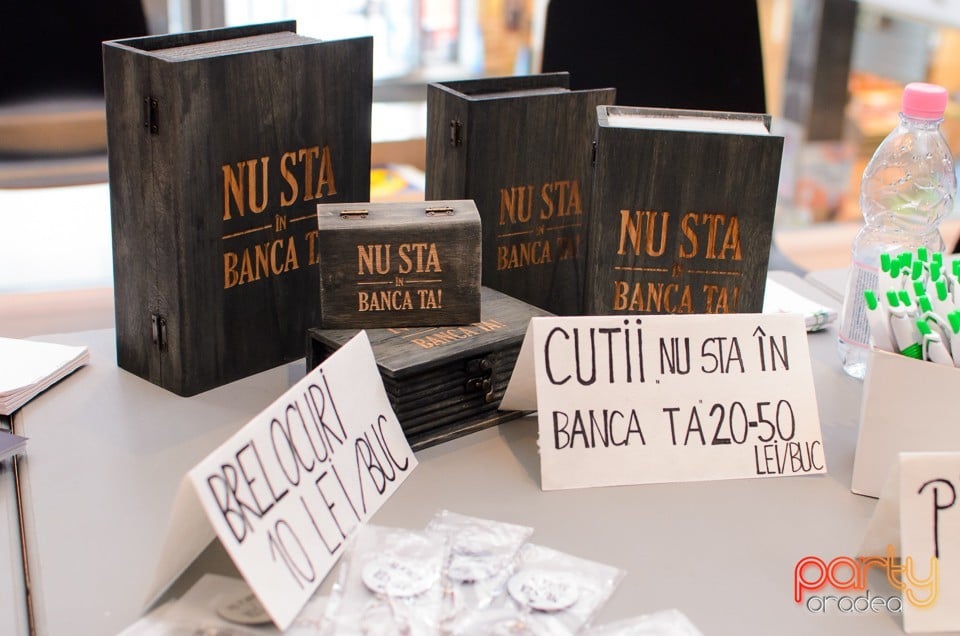 NU STA
ÎN
BANCA TA!
NU STA
ÎN
BANCA TA!
NU STA
ÎN
BANCA TA!
NU STA
ÎN
BANCA TA!
BANCA TA!
BRELOCURI
10 LEI/BUC
CUTII "NU STA ÎN
BANCA TA" 20-50
LEI/BUC
P
party
oradea